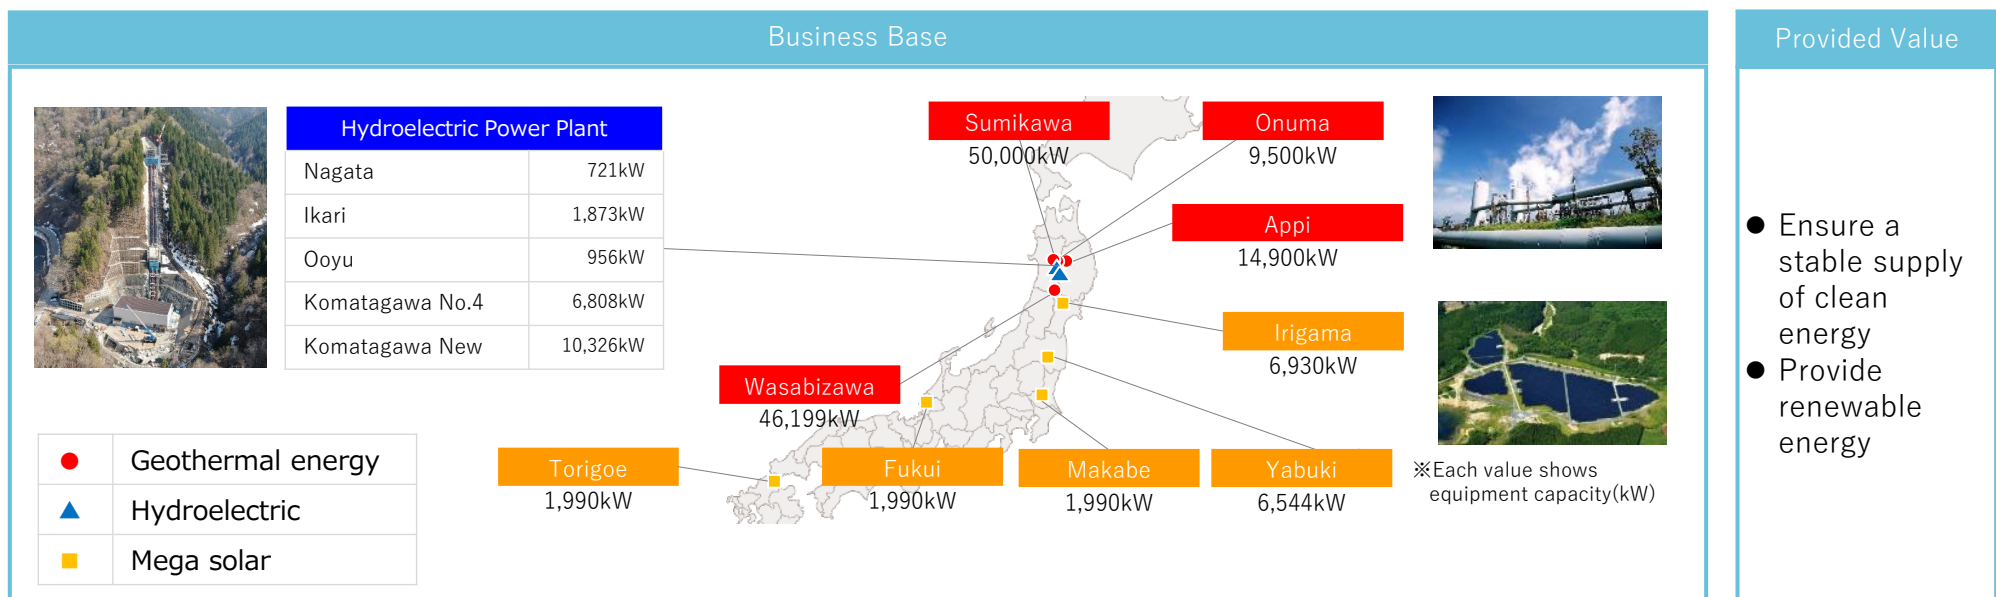 Business Base
Hydroelectric Power Plant
Nagata 721kW
Ikari 1,873kW
Ooyu 956kW
Komatagawa No.4 6,808kW
Komatagawa New 10,326kW
Geothermal energy
Hydroelectric
Mega solar
Sumikawa
50,000kW
Onuma
9,500kW
Appi
14,900kW
Irigama
6,930kW
Wasabizawa
46,199kW
Torigoe
1,990kW
Fukui
1,990kW
Makabe
1,990kW
Yabuki
6,544kW
※Each value shows
equipment capacity(kW)
Provided Value
● Ensure a
stable supply
of clean
energy
● Provide
renewable
energy